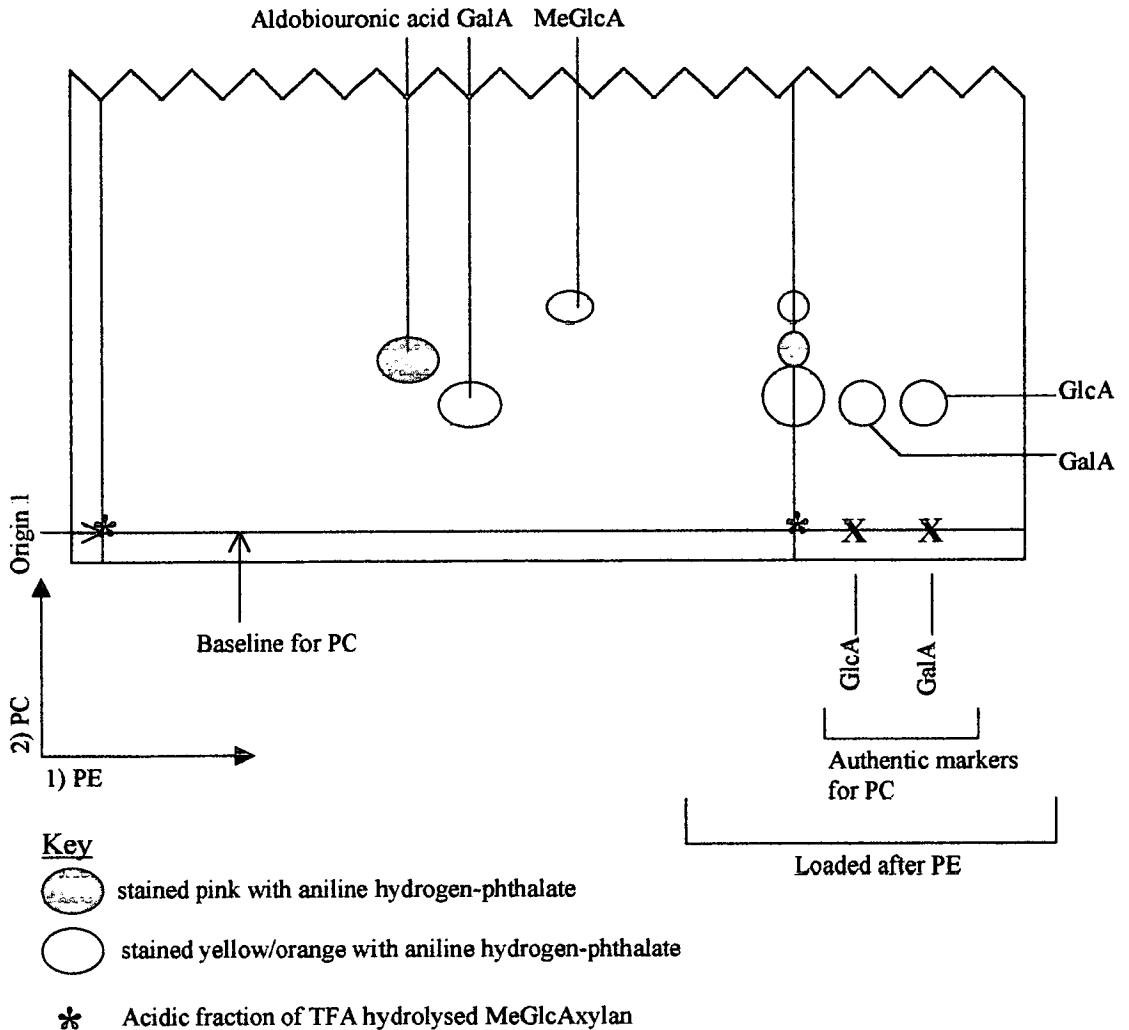 Aldobiouronic acid GalA MeGlcA
GlcA
GalA
Origin 1
X X
Baseline for PC
GlcA
GalA
2) PC
1) PE
Authentic markers
for PC
Loaded after PE
Key
stained pink with aniline hydrogen-phthalate
stained yellow/orange with aniline hydrogen-phthalate
* Acidic fraction of TFA hydrolysed MeGlcAxylan